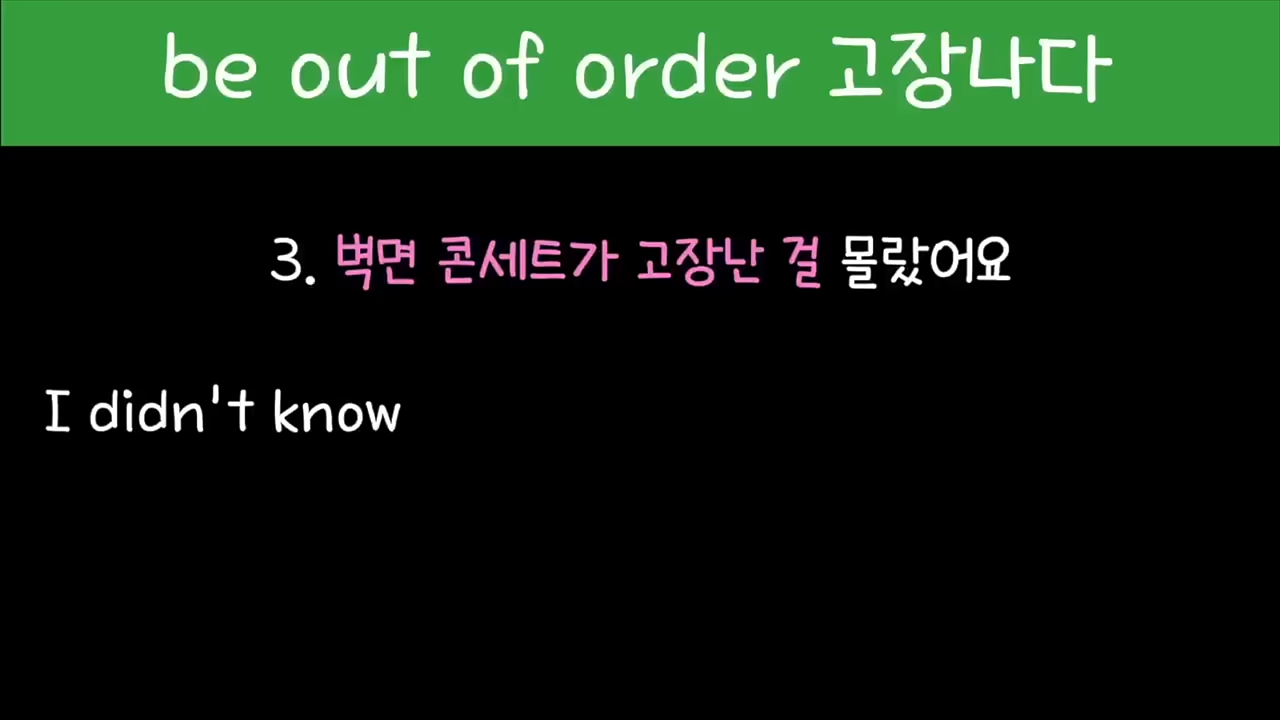 be out of order 고장나다
3. 벽면 콘세트가 고장난 걸 몰랐어요
I didn't know